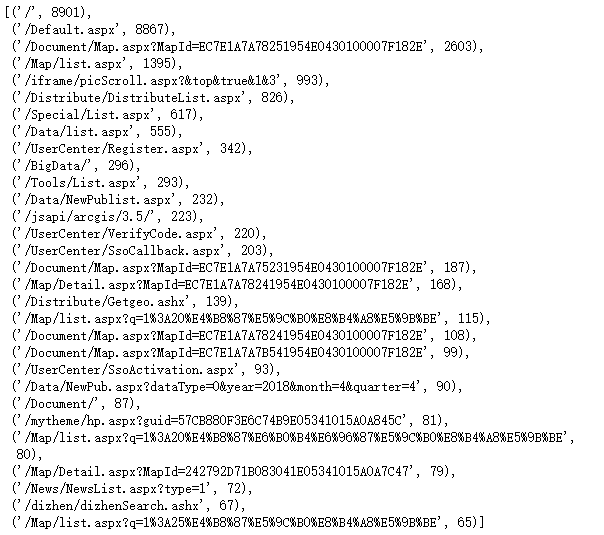 [('/', 8901),
('/Default.aspx', 8867),
('/Document/Map.aspx?MapId=EC7E1A7A78251954E0430100007F182E', 2603),
('/Map/list.aspx', 1395),
('/iframe/picScroll.aspx?&top&true&1&3', 993),
('/Distribute/DistributeList.aspx', 826),
('/Special/List.aspx', 617),
('/Data/list.aspx', 555),
('/UserCenter/Register.aspx', 342),
('/BigData/', 296),
('/Tools/List.aspx', 293),
('/Data/NewPublist.aspx', 232),
('/jsapi/arcgis/3.5/', 223),
('/UserCenter/VerifyCode.aspx', 220),
('/UserCenter/SsoCallback.aspx', 203),
('/Document/Map.aspx?MapId=EC7E1A7A75231954E0430100007F182E', 187),
('/Map/Detail.aspx?MapId=EC7E1A7A78241954E0430100007F182E', 168),
('/Distribute/Getgeo.ashx', 139),
('/Map/list.aspx?q=1%3A20%E4%B8%87%E5%9C%B0%E8%B4%A8%E5%9B%BE', 115),
('/Document/Map.aspx?MapId=EC7E1A7A78241954E0430100007F182E', 108),
('/Document/Map.aspx?MapId=EC7E1A7A7B541954E0430100007F182E', 99),
('/UserCenter/SsoActivation.aspx', 93),
('/Data/NewPub.aspx?dataType=0&year=2018&month=4&quarter=4', 90),
('/Document/', 87),
('/mytheme/hp.aspx?guid=57CB880F3E6C74B9E05341015A0A845C', 81),
('/Map/list.aspx?q=1%3A20%E4%B8%87%E6%B0%B4%E6%96%87%E5%9C%B0%E8%B4%A8%E5%9B%BE',
80),
('/Map/Detail.aspx?MapId=242792D71B083041E05341015A0A7C47', 79),
('/News/NewsList.aspx?type=1', 72),
('/dizhen/dizhenSearch.ashx', 67),
('/Map/list.aspx?q=1%3A25%E4%B8%87%E5%9C%B0%E8%B4%A8%E5%9B%BE', 65)]